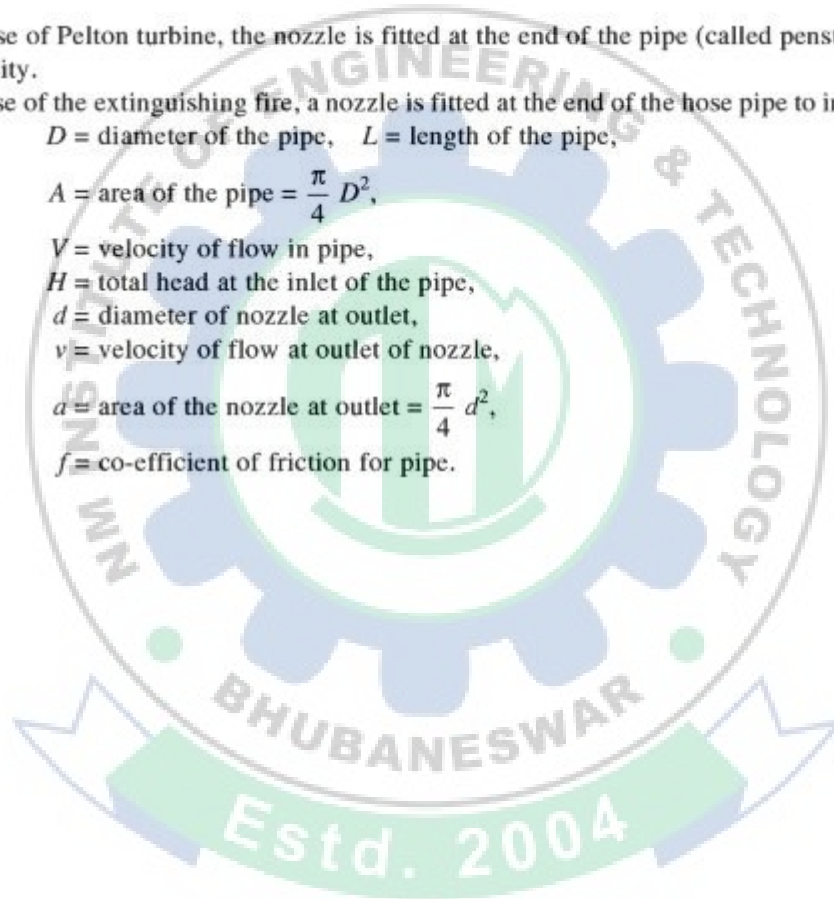 se of Pelton turbine, the nozzle is fitted at the end of the pipe (called penst
ity.
se of the extinguishing fire, a nozzle is fitted at the end of the hose pipe to in
D = diameter of the pipe, L = length of the pipe,
A = area of the pipe = π/4 D²,
V = velocity of flow in pipe,
H = total head at the inlet of the pipe,
d = diameter of nozzle at outlet,
v = velocity of flow at outlet of nozzle,
a = area of the nozzle at outlet = π/4 d²,
f = co-efficient of friction for pipe.
NM INSTITUTE OF ENGINEERING & TECHNOLOGY
BHUBANESWAR
Estd. 2004